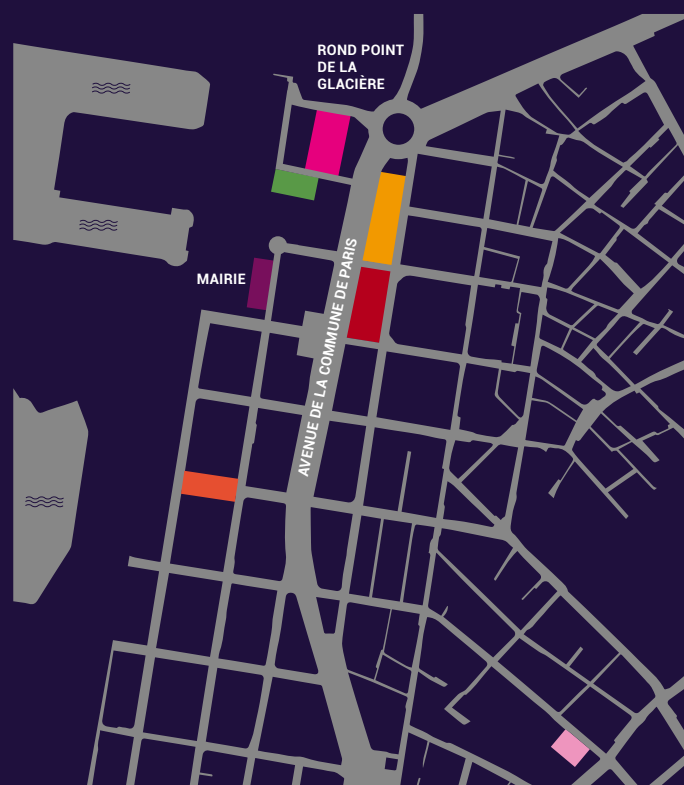 ROND POINT
DE LA
GLACIÈRE
MAIRIE
AVENUE DE LA COMMUNE DE PARIS